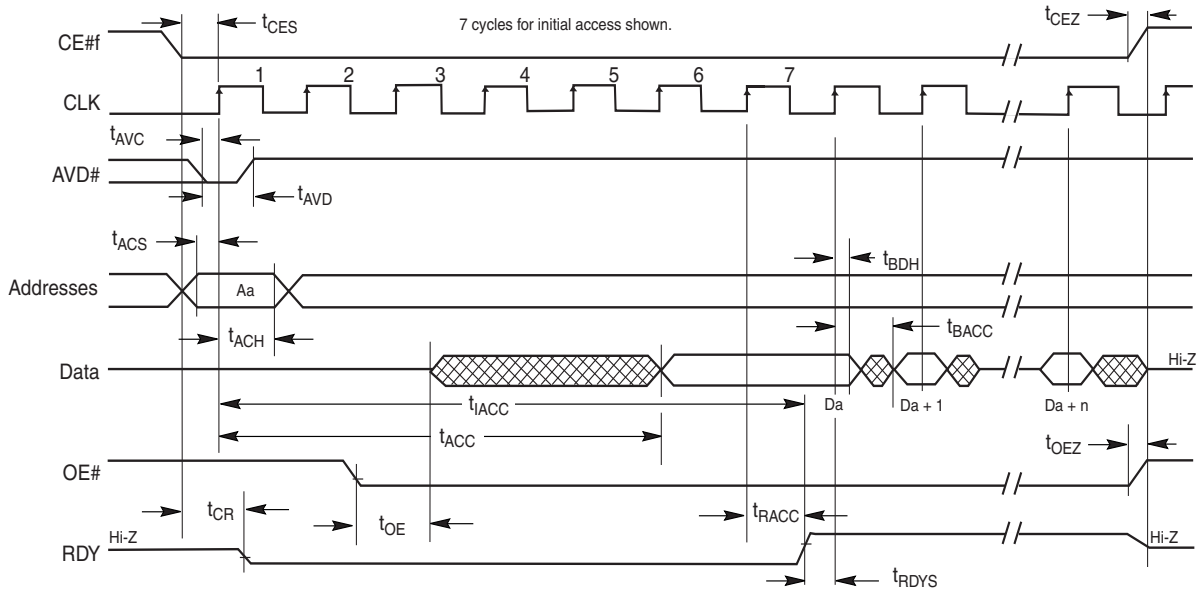 7 cycles for initial access shown.
tCES
tCEZ
CE#f
1 2 3 4 5 6 7
CLK
tAVC
AVD#
tAVD
tACS
tBDH
Addresses
Aa
tACH
tBACC
Data
Hi-Z
Da
Da + 1
Da + n
tIACC
tACC
tOEZ
OE#
tCR
tOE
tRACC
Hi-Z
Hi-Z
RDY
tRDYS